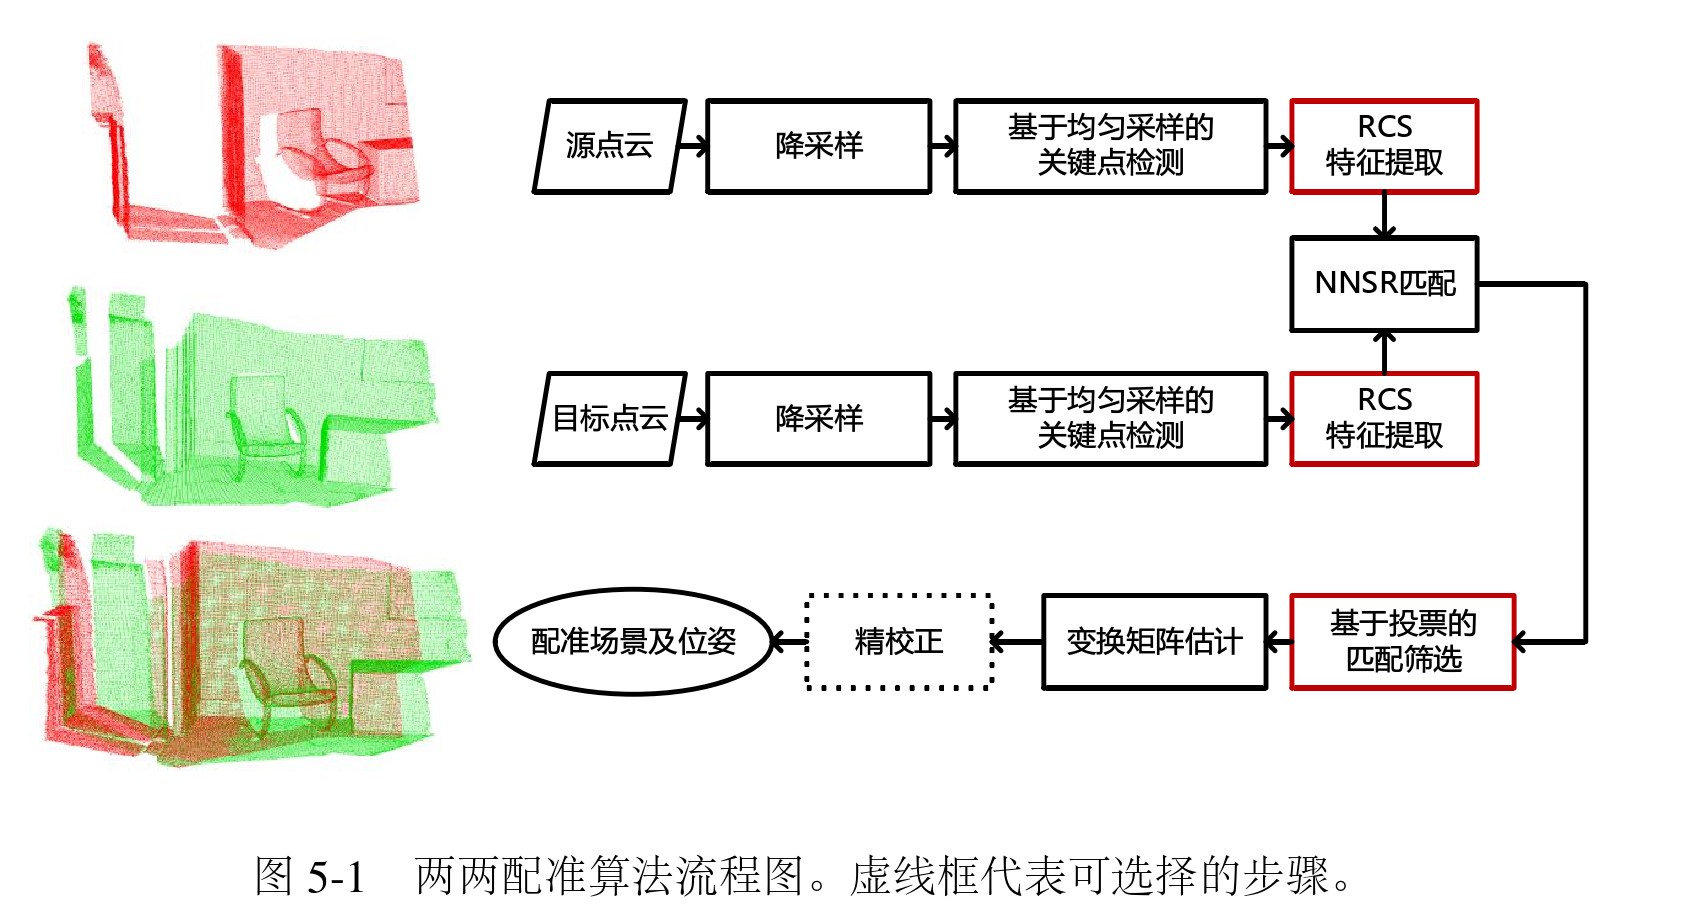 源点云
降采样
基于均匀采样的
关键点检测
RCS
特征提取
NNSR匹配
目标点云
降采样
基于均匀采样的
关键点检测
RCS
特征提取
基于投票的
匹配筛选
变换矩阵估计
精校正
配准场景及位姿
图 5-1 两两配准算法流程图。虚线框代表可选择的步骤。